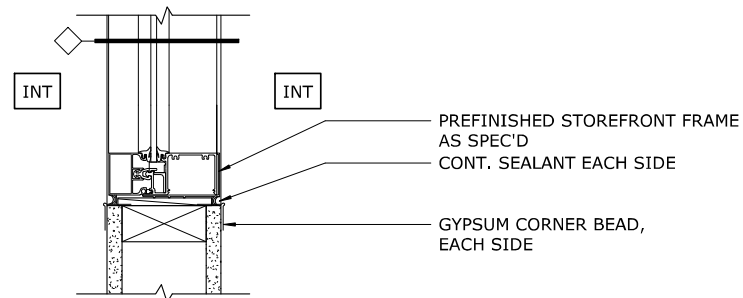 INT
INT
PREFINISHED STOREFRONT FRAME
AS SPEC'D
CONT. SEALANT EACH SIDE
GYPSUM CORNER BEAD,
EACH SIDE